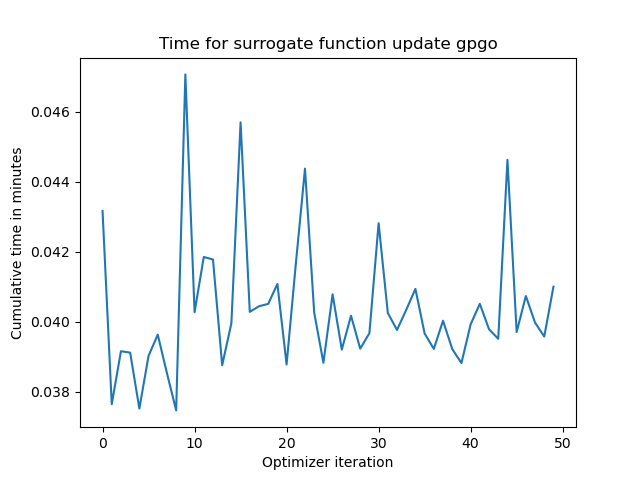 Time for surrogate function update gpgo
Cumulative time in minutes
0.046
0.044
0.042
0.040
0.038
0 10 20 30 40 50
Optimizer iteration